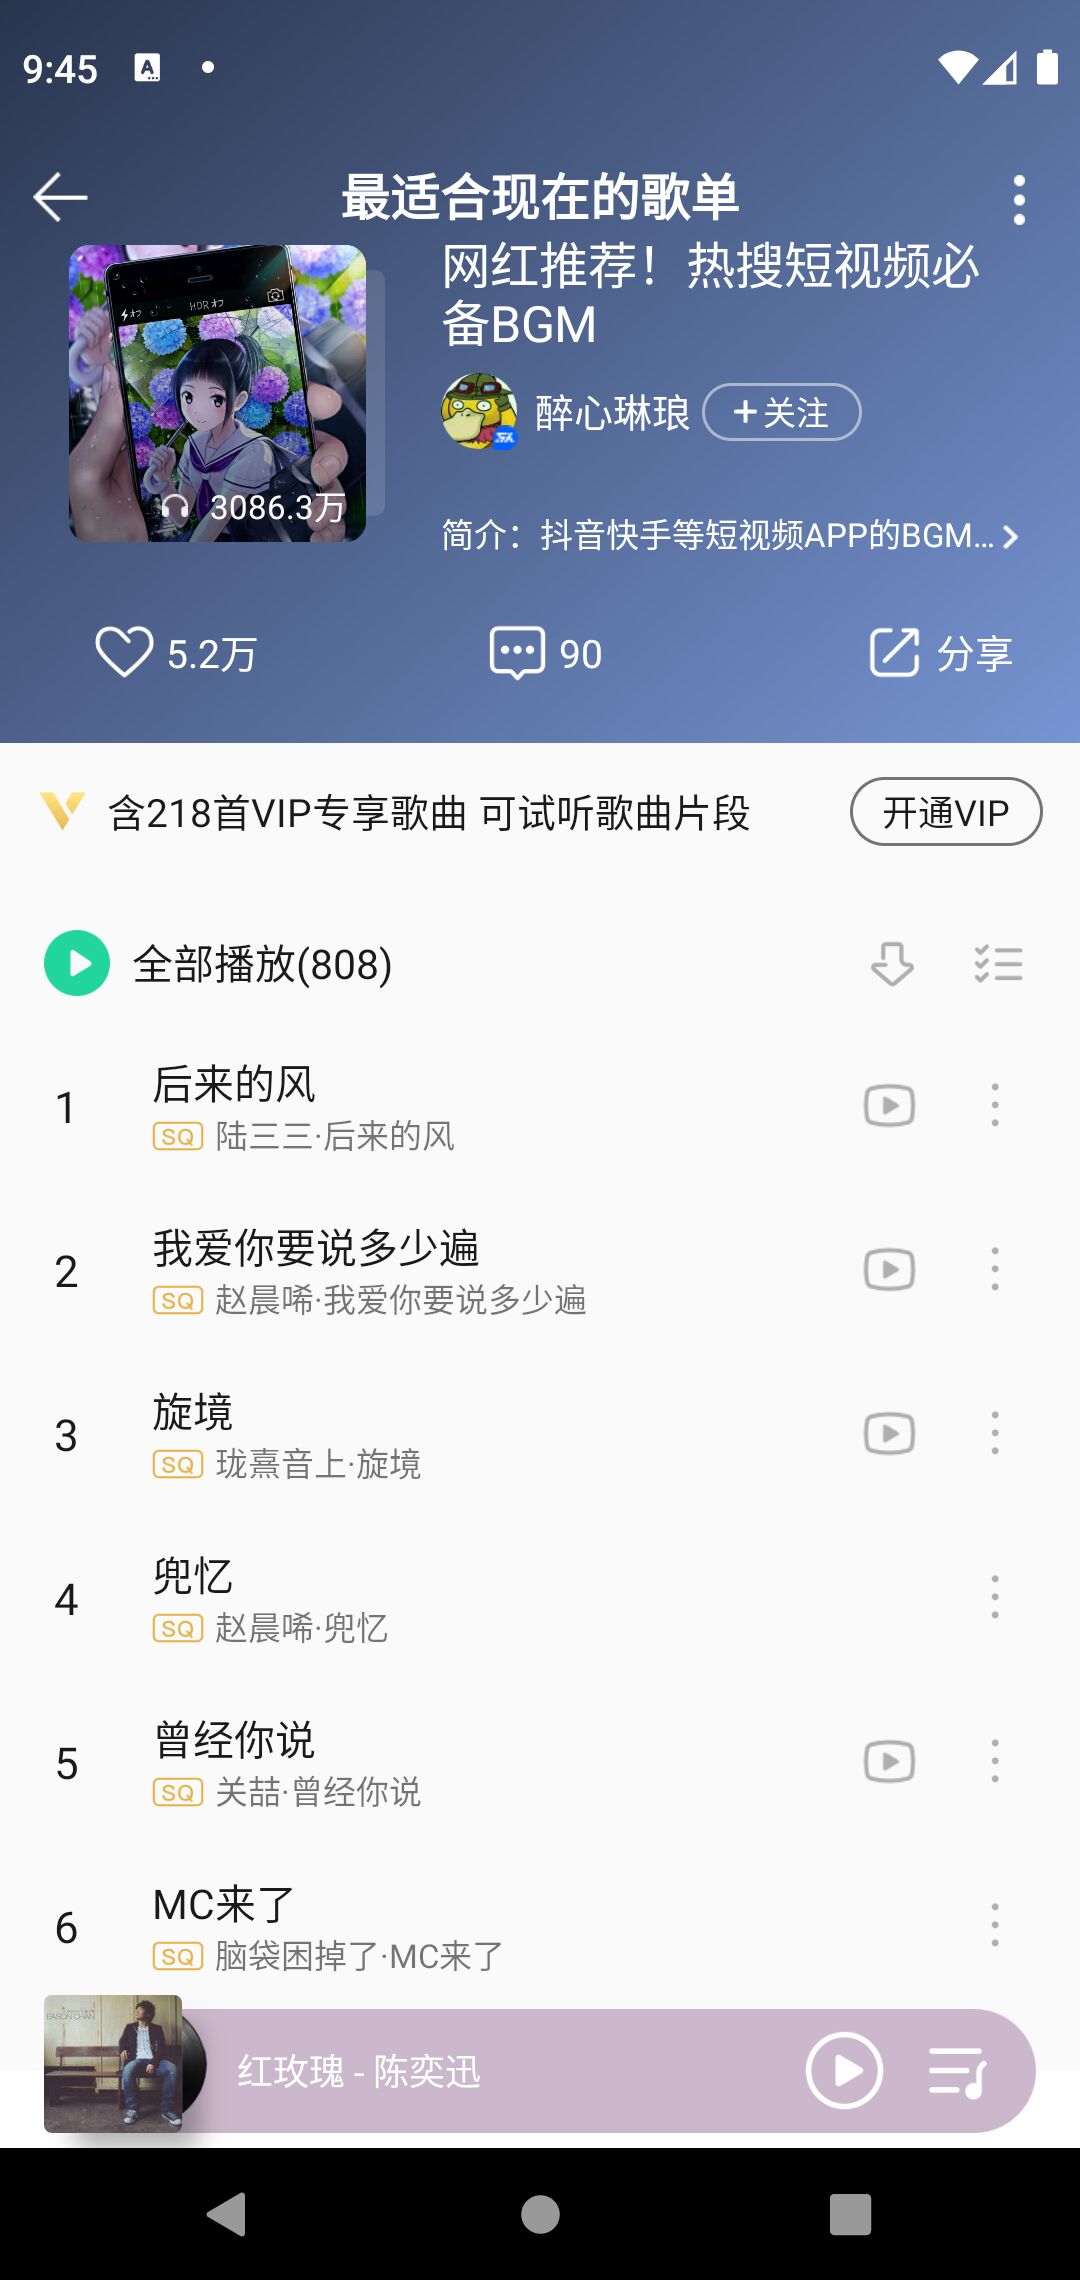 9:45
最适合现在的歌单
网红推荐！热搜短视频必
备BGM
醉心琳琅
+关注
HDR オフ
3086.3万
简介：抖音快手等短视频APP的BGM...
5.2万
90
分享
含218首VIP专享歌曲 可试听歌曲片段
开通VIP
全部播放(808)
1
后来的风
SQ 陆三三·后来的风
2
我爱你要说多少遍
SQ 赵晨唏·我爱你要说多少遍
3
旋境
SQ 珑熹音上·旋境
4
兜忆
SQ 赵晨唏·兜忆
5
曾经你说
SQ 关喆·曾经你说
6
MC来了
SQ 脑袋困掉了·MC来了
EASON CHAN
红玫瑰 - 陈奕迅